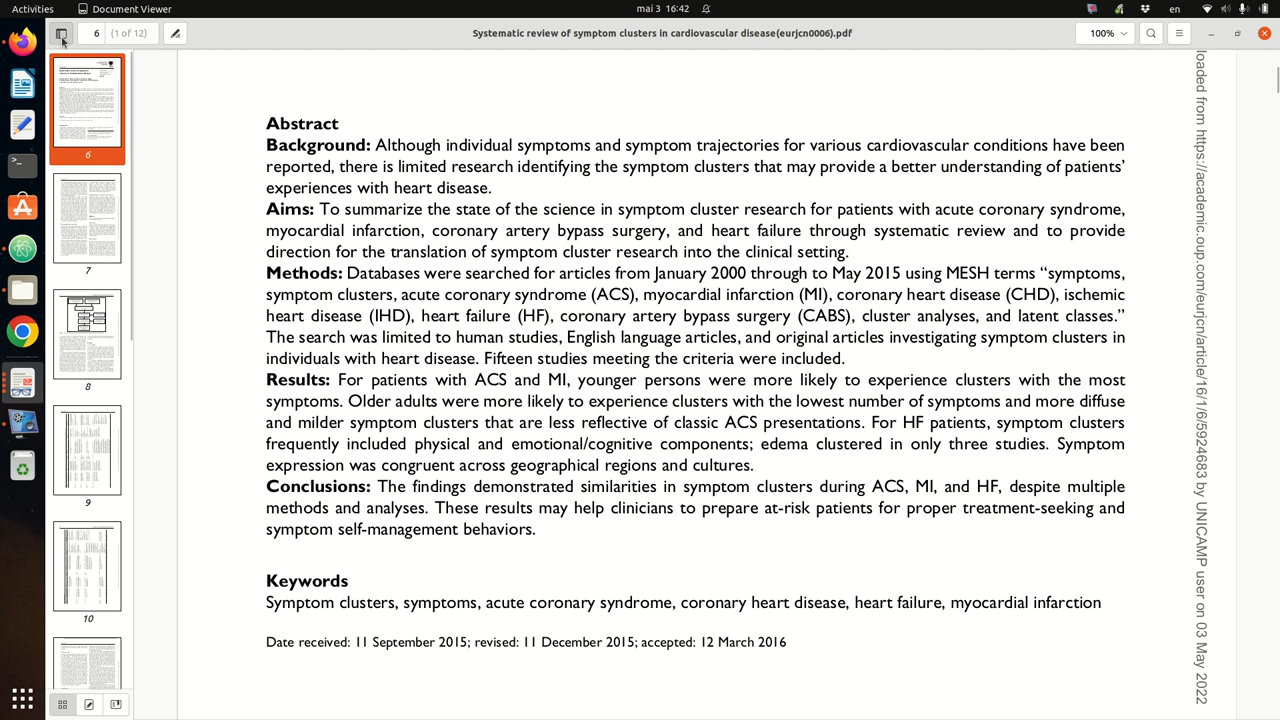 Activities
Document Viewer
mai 3 16:42
en
6
(1 of 12)
Systematic review of symptom clusters in cardiovascular disease(eurjcn0006).pdf
100%
6
7
8
9
10
Abstract
Background: Although individual symptoms and symptom trajectories for various cardiovascular conditions have been
reported, there is limited research identifying the symptom clusters that may provide a better understanding of patients’
experiences with heart disease.
Aims: To summarize the state of the science in symptom cluster research for patients with acute coronary syndrome,
myocardial infarction, coronary artery bypass surgery, and heart failure through systematic review and to provide
direction for the translation of symptom cluster research into the clinical setting.
Methods: Databases were searched for articles from January 2000 through to May 2015 using MESH terms “symptoms,
symptom clusters, acute coronary syndrome (ACS), myocardial infarction (MI), coronary heart disease (CHD), ischemic
heart disease (IHD), heart failure (HF), coronary artery bypass surgery (CABS), cluster analyses, and latent classes.”
The search was limited to human studies, English language articles, and original articles investigating symptom clusters in
individuals with heart disease. Fifteen studies meeting the criteria were included.
Results: For patients with ACS and MI, younger persons were more likely to experience clusters with the most
symptoms. Older adults were more likely to experience clusters with the lowest number of symptoms and more diffuse
and milder symptom clusters that are less reflective of classic ACS presentations. For HF patients, symptom clusters
frequently included physical and emotional/cognitive components; edema clustered in only three studies. Symptom
expression was congruent across geographical regions and cultures.
Conclusions: The findings demonstrated similarities in symptom clusters during ACS, MI, and HF, despite multiple
methods and analyses. These results may help clinicians to prepare at-risk patients for proper treatment-seeking and
symptom self-management behaviors.
Keywords
Symptom clusters, symptoms, acute coronary syndrome, coronary heart disease, heart failure, myocardial infarction
Date received: 11 September 2015; revised: 11 December 2015; accepted: 12 March 2016
loaded from https://academic.oup.com/eurjcn/article/16/1/6/5924683 by UNICAMP user on 03 May 2022